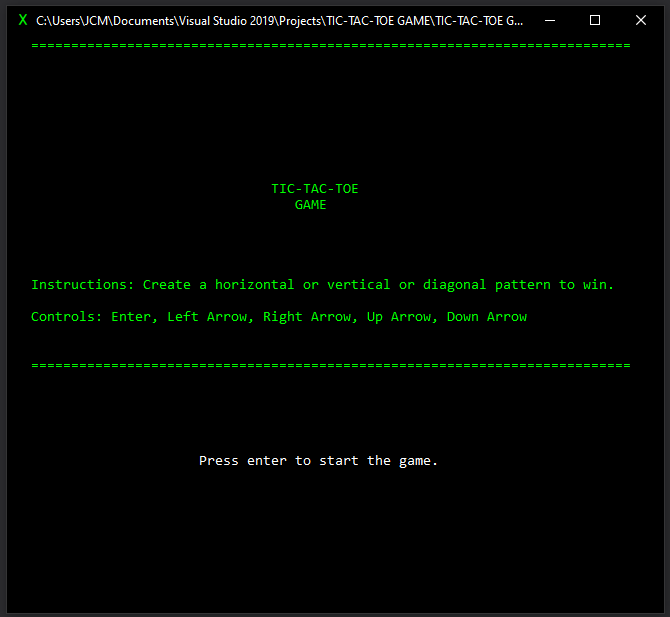 X C:\Users\JCM\Documents\Visual Studio 2019\Projects\TIC-TAC-TOE GAME\TIC-TAC-TOE G...
===========================================================================
TIC-TAC-TOE
GAME
Instructions: Create a horizontal or vertical or diagonal pattern to win.
Controls: Enter, Left Arrow, Right Arrow, Up Arrow, Down Arrow
===========================================================================
Press enter to start the game.